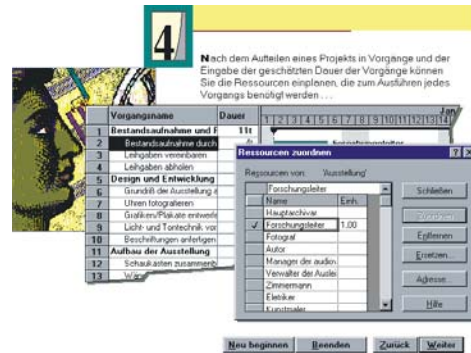 4
Nach dem Aufteilen eines Projekts in Vorgänge und der
Eingabe der geschätzten Dauer der Vorgänge können
Sie die Ressourcen einplanen, die zum Ausführen jedes
Vorgangs benötigt werden . . .
Vorgangsname Dauer Jan
1 2 3 4 5 6 7 8 9 10 11 12 13 14
1 Bestandsaufnahme und F 11t
2 Bestandsaufnahme durch
3 Leihgaben vereinbaren
4 Leihgaben abholen
5 Design und Entwicklung
6 Grundriß der Ausstellung a
7 Uhren fotografieren
8 Grafiken/Plakate entwerfe
9 Licht- und Tontechnik vor
10 Beschriftungen anfertigen
11 Aufbau der Ausstellung
12 Schaukästen zusammenb
13
Forschungsleiter
Ressourcen zuordnen ? X
Ressourcen von: 'Ausstellung'
Forschungsleiter
Name Einh.
Hauptarchivar
✓ Forschungsleiter 1.00
Fotograf
Autor
Manager der audiov
Verwalter der Auslei
Zimmermann
Elektriker
Kunstmaler
Schließen
Zuordnen
Entfernen
Ersetzen...
Adresse...
Hilfe
Neu beginnen Beenden Zurück Weiter